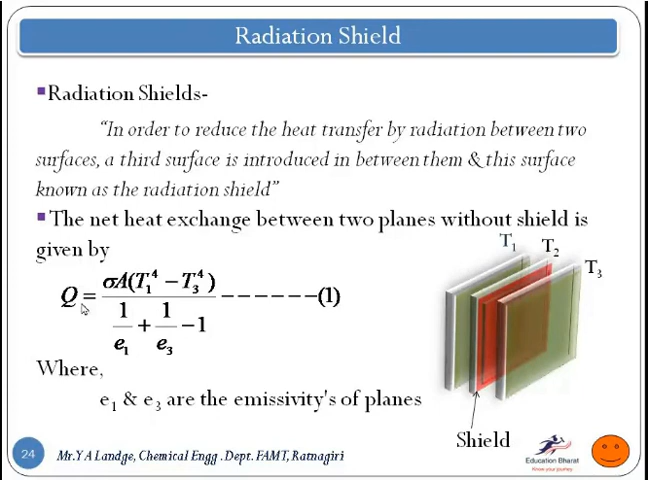 Radiation Shield
▪Radiation Shields-
“In order to reduce the heat transfer by radiation between two
surfaces, a third surface is introduced in between them & this surface
known as the radiation shield”
▪The net heat exchange between two planes without shield is
given by
T₁
T₂
T₃
Q = σA(T₁⁴ − T₃⁴) / (1/e₁ + 1/e₃ − 1) −−−−−−(1)
Where,
e₁ & e₃ are the emissivity's of planes
Shield
24
Mr.Y A Landge, Chemical Engg . Dept. FAMT, Ratnagiri
Education Bharat
Know your journey